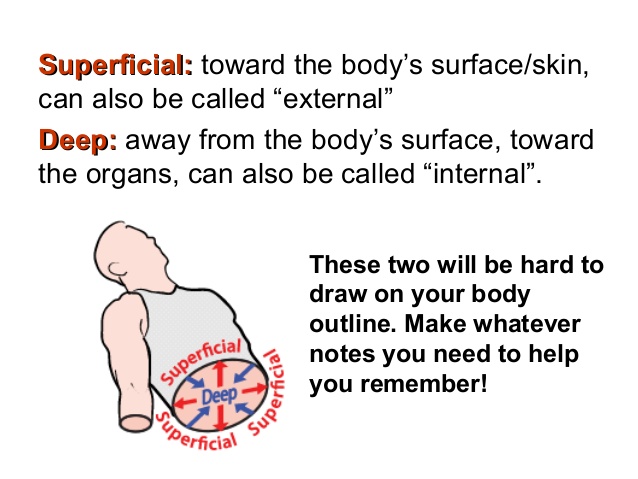 Superficial: toward the body’s surface/skin,
can also be called “external”
Deep: away from the body’s surface, toward
the organs, can also be called “internal”.
These two will be hard to
draw on your body
outline. Make whatever
notes you need to help
you remember!
Superficial
Superficial
Deep
Superficial